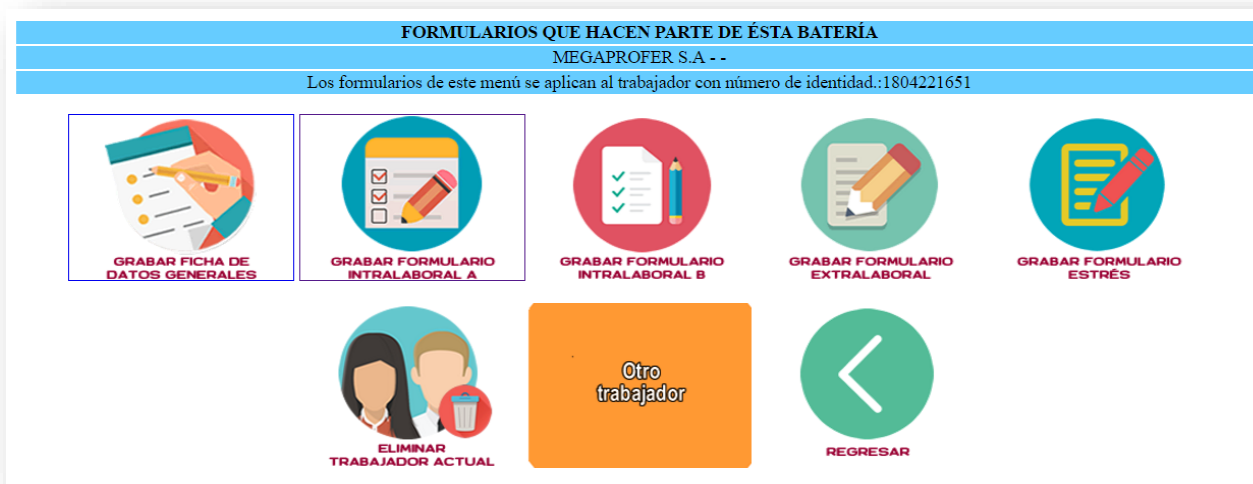 FORMULARIOS QUE HACEN PARTE DE ÉSTA BATERÍA
MEGAPROFER S.A - -
Los formularios de este menú se aplican al trabajador con número de identidad.:1804221651
GRABAR FICHA DE
DATOS GENERALES
GRABAR FORMULARIO
INTRALABORAL A
GRABAR FORMULARIO
INTRALABORAL B
GRABAR FORMULARIO
EXTRALABORAL
GRABAR FORMULARIO
ESTRÉS
ELIMINAR
TRABAJADOR ACTUAL
Otro
trabajador
REGRESAR